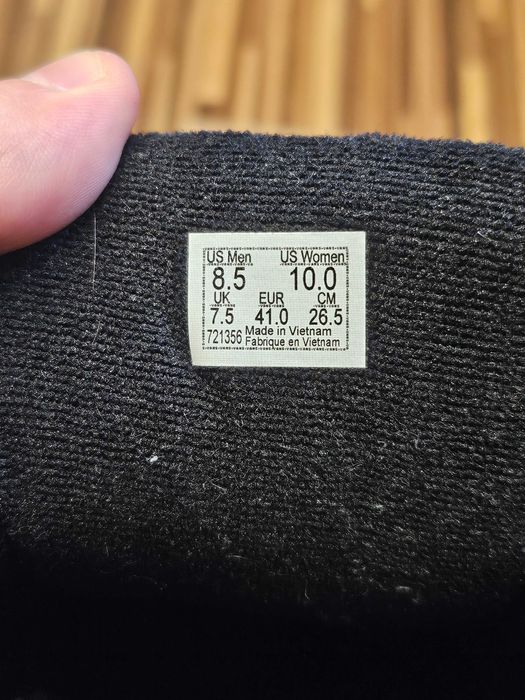 US Men US Women
8.5 10.0
UK EUR CM
7.5 41.0 26.5
721356 Made in Vietnam
Fabrique en Vietnam